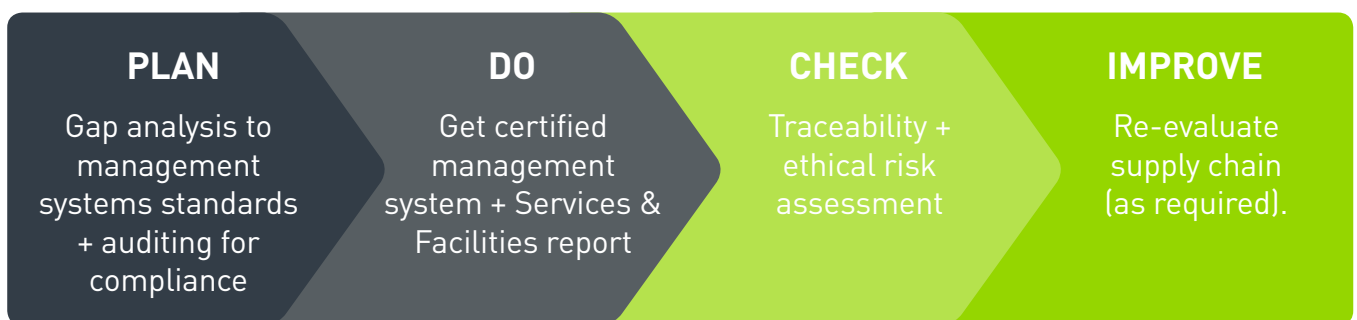 PLAN
Gap analysis to
management
systems standards
+ auditing for
compliance
DO
Get certified
management
system + Services &
Facilities report
CHECK
Traceability +
ethical risk
assessment
IMPROVE
Re-evaluate
supply chain
(as required).